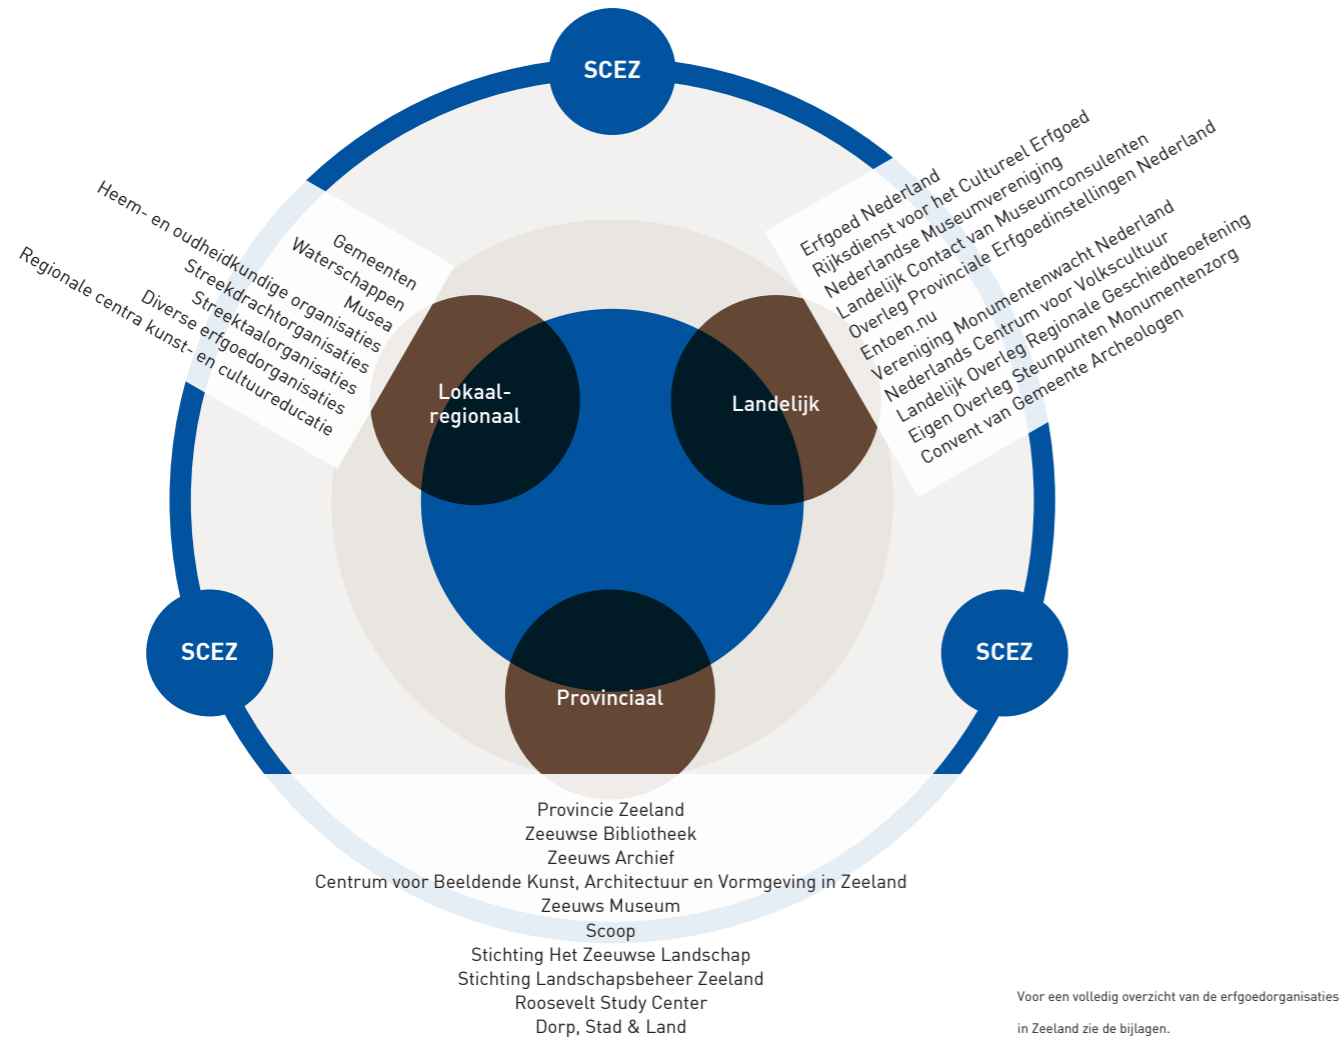 SCEZ
Gemeenten
Waterschappen
Musea
Heem- en oudheidkundige organisaties
Streekdrachtorganisaties
Streektaalorganisaties
Diverse erfgoedorganisaties
Regionale centra kunst- en cultuureducatie
Erfgoed Nederland
Rijksdienst voor het Cultureel Erfgoed
Nederlandse Museumvereniging
Landelijk Contact van Museumconsulenten
Overleg Provinciale Erfgoedinstellingen Nederland
Entoen.nu
Vereniging Monumentenwacht Nederland
Nederlands Centrum voor Volkscultuur
Landelijk Overleg Regionale Geschiedbeoefening
Eigen Overleg Steunpunten Monumentenzorg
Convent van Gemeente Archeologen
Lokaal-
regionaal
Landelijk
SCEZ
SCEZ
Provinciaal
Provincie Zeeland
Zeeuwse Bibliotheek
Zeeuws Archief
Centrum voor Beeldende Kunst, Architectuur en Vormgeving in Zeeland
Zeeuws Museum
Scoop
Stichting Het Zeeuwse Landschap
Stichting Landschapsbeheer Zeeland
Roosevelt Study Center
Dorp, Stad & Land
Voor een volledig overzicht van de erfgoedorganisaties
in Zeeland zie de bijlagen.